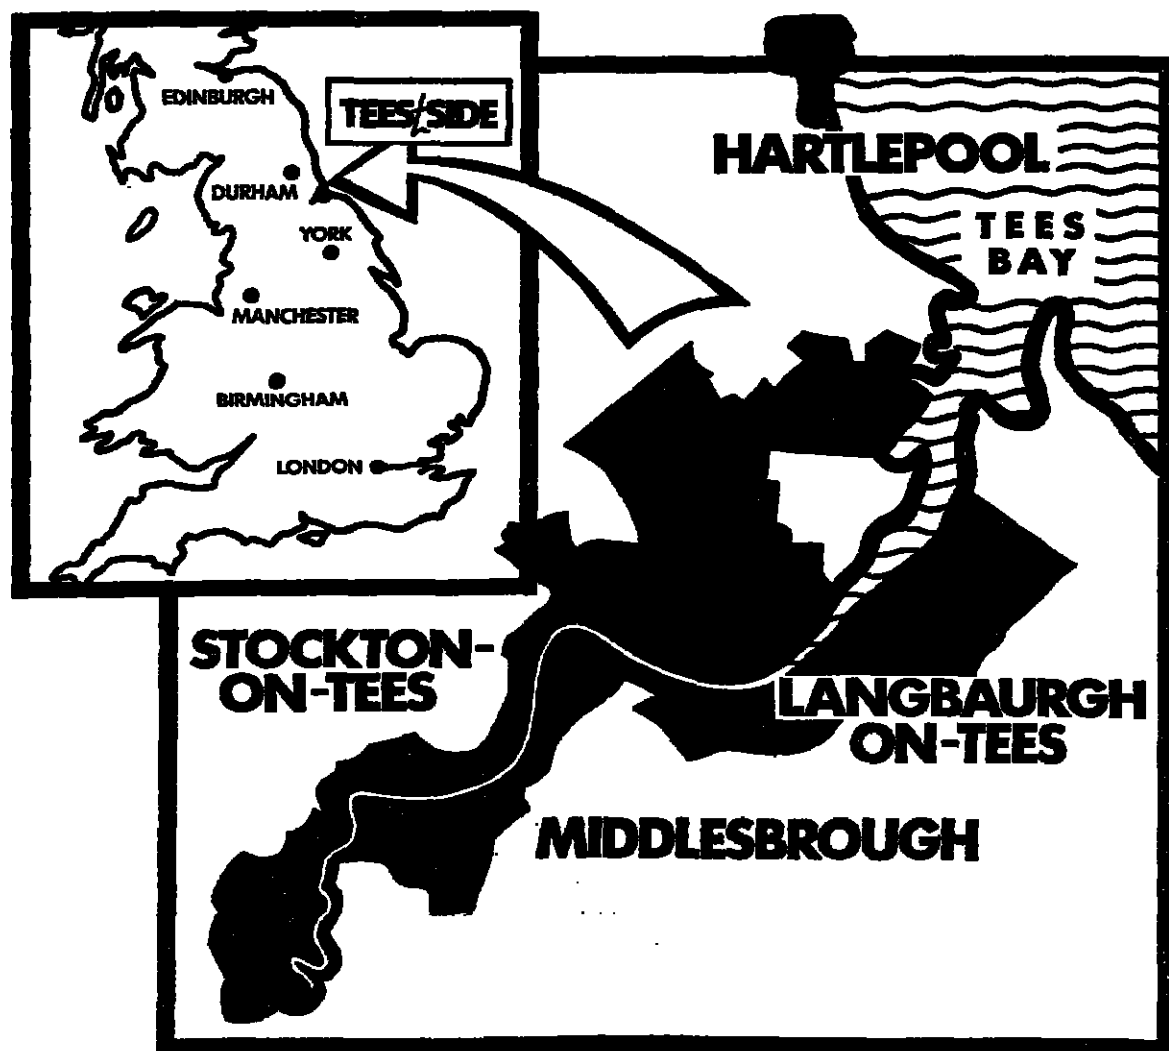 EDINBURGH
TEES/SIDE
DURHAM
YORK
MANCHESTER
BIRMINGHAM
LONDON
HARTLEPOOL
TEES
BAY
STOCKTON-
ON-TEES
LANGBAURGH
ON-TEES
MIDDLESBROUGH